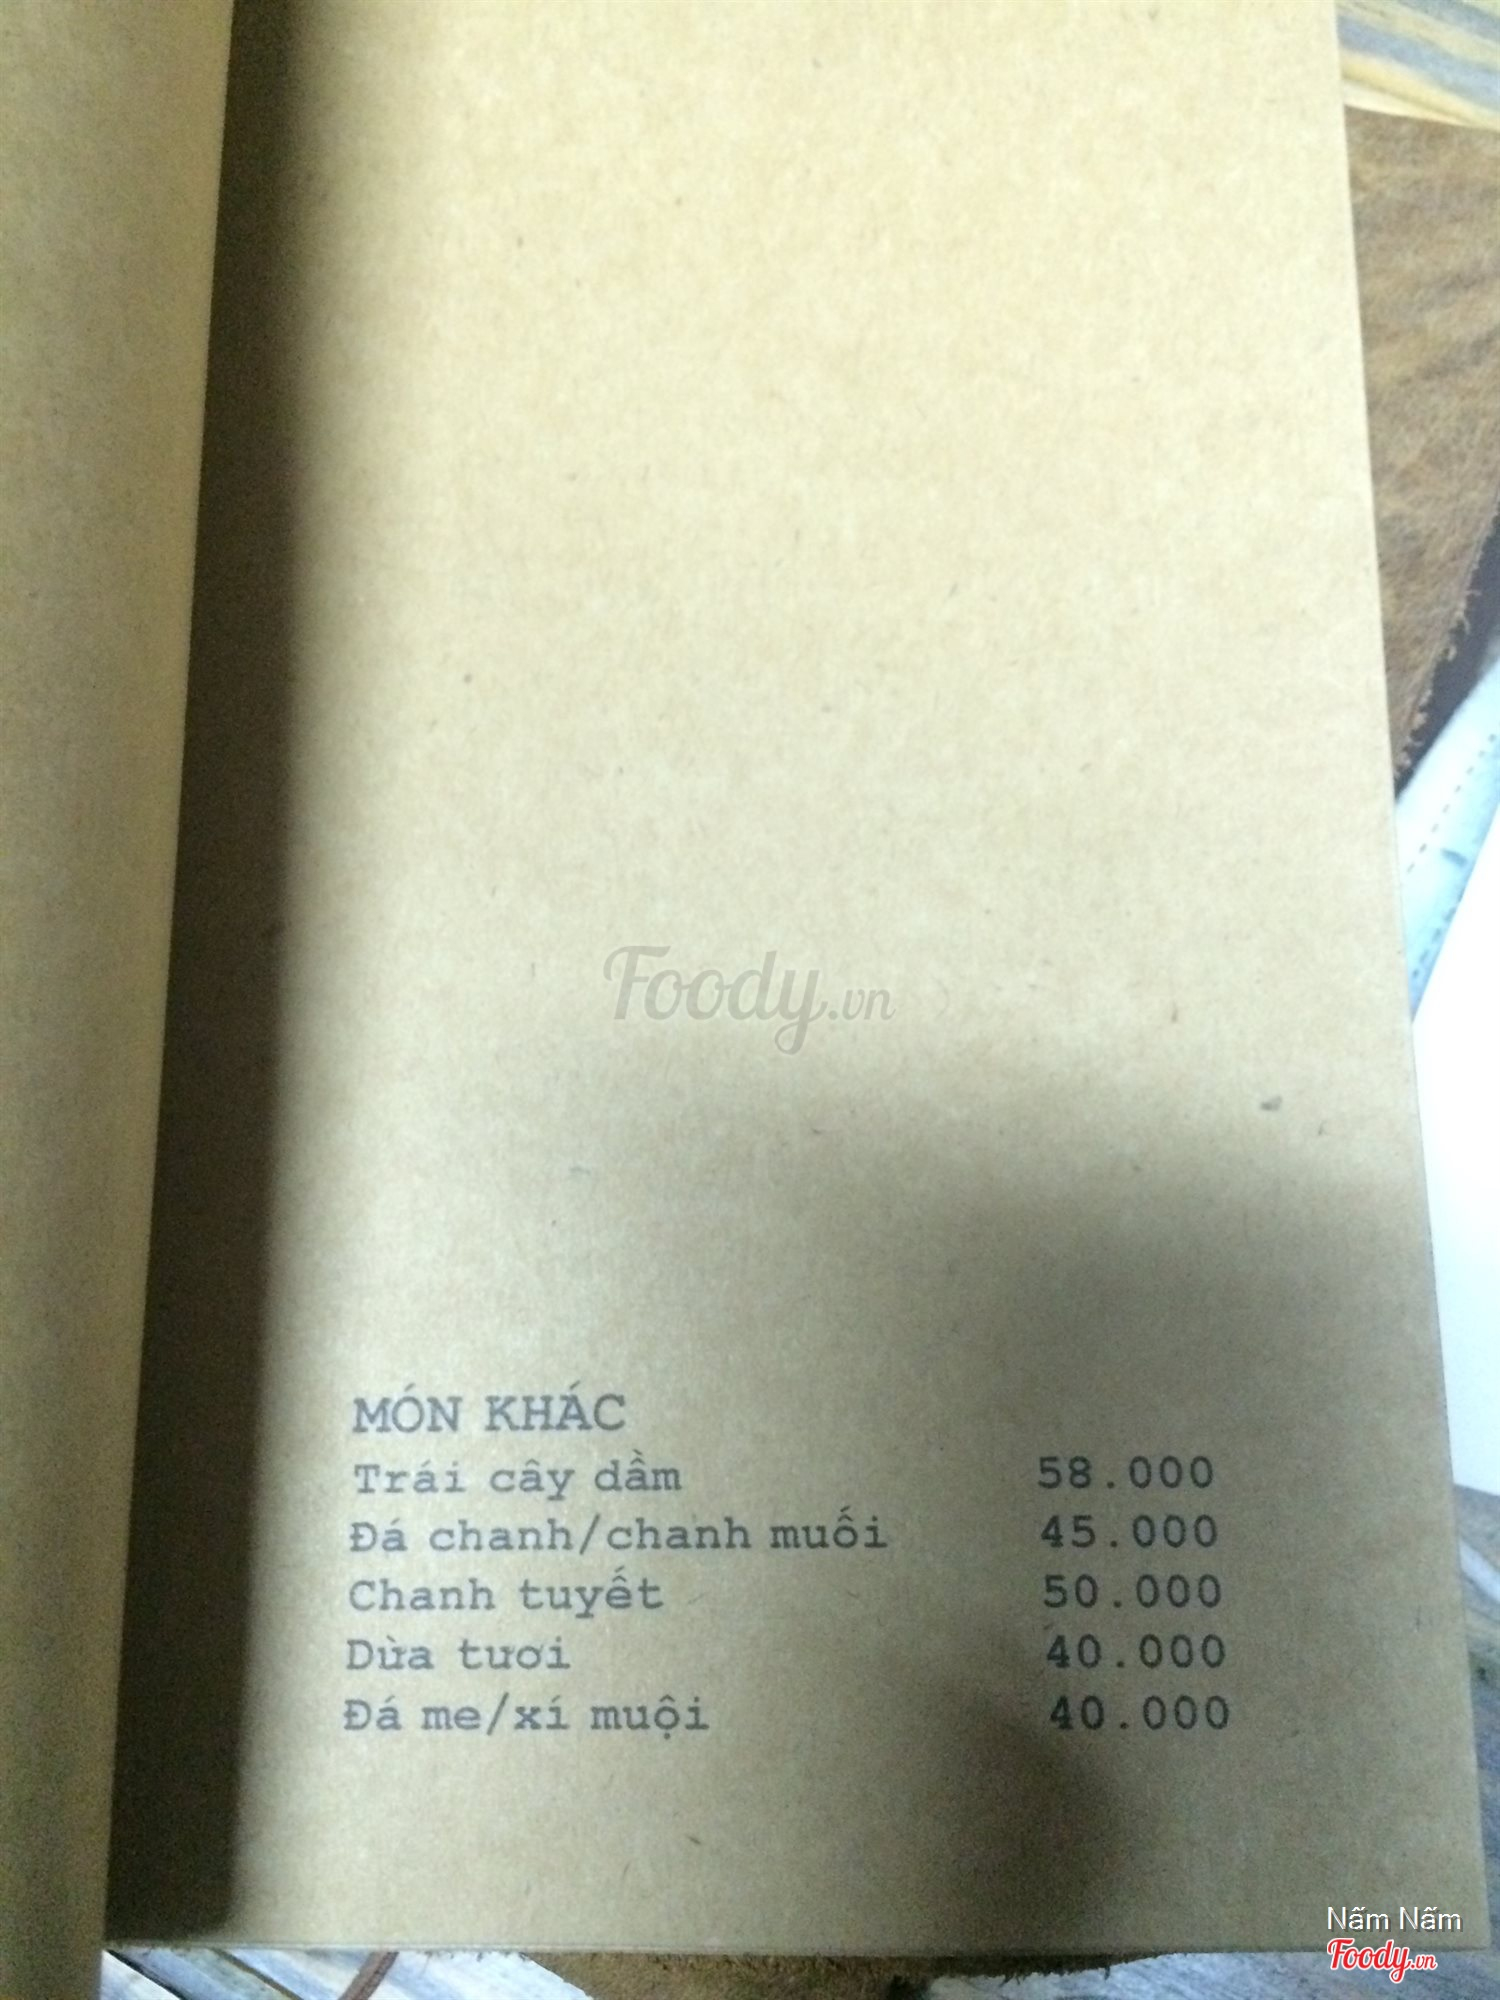 Foody.vn
MÓN KHÁC
Trái cây dầm 58.000
Đá chanh/chanh muối 45.000
Chanh tuyết 50.000
Dừa tươi 40.000
Đá me/xí muội 40.000
Nấm Nấm
Foody.vn